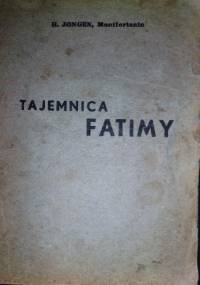 H. JONGEN, Montfortanin
TAJEMNICA
FATIMY